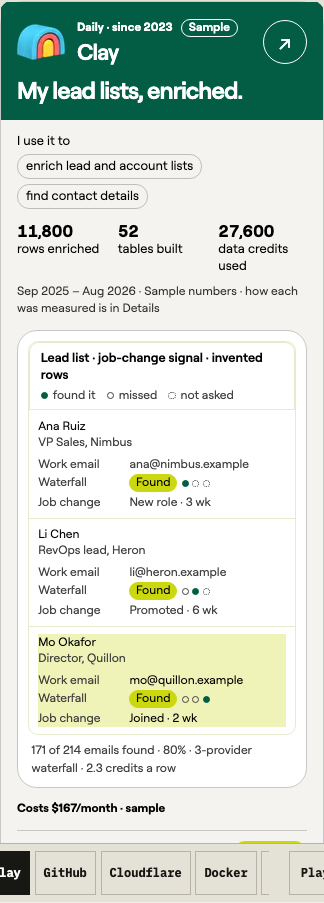 Daily · since 2023 Sample
Clay
My lead lists, enriched.
I use it to
enrich lead and account lists
find contact details
11,800 52 27,600
rows enriched tables built data credits
used
Sep 2025 – Aug 2026 · Sample numbers · how each
was measured is in Details
Lead list · job-change signal · invented
rows
found it missed not asked
Ana Ruiz
VP Sales, Nimbus
Work email ana@nimbus.example
Waterfall Found
Job change New role · 3 wk
Li Chen
RevOps lead, Heron
Work email li@heron.example
Waterfall Found
Job change Promoted · 6 wk
Mo Okafor
Director, Quillon
Work email mo@quillon.example
Waterfall Found
Job change Joined · 2 wk
171 of 214 emails found · 80% · 3-provider
waterfall · 2.3 credits a row
Costs $167/month · sample
lay GitHub Cloudflare Docker Play